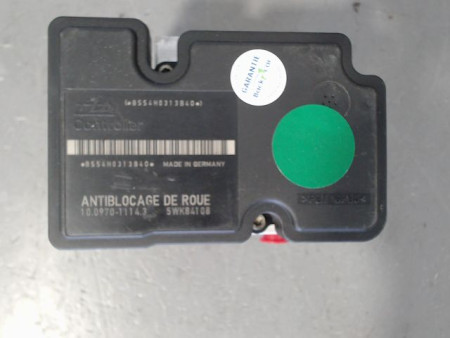 *8554H0313840*
GARANTIE
*8554H0313840* MADE IN GERMANY
ANTIBLOCAGE DE ROUE
10.0970-1114.3 5WK84108